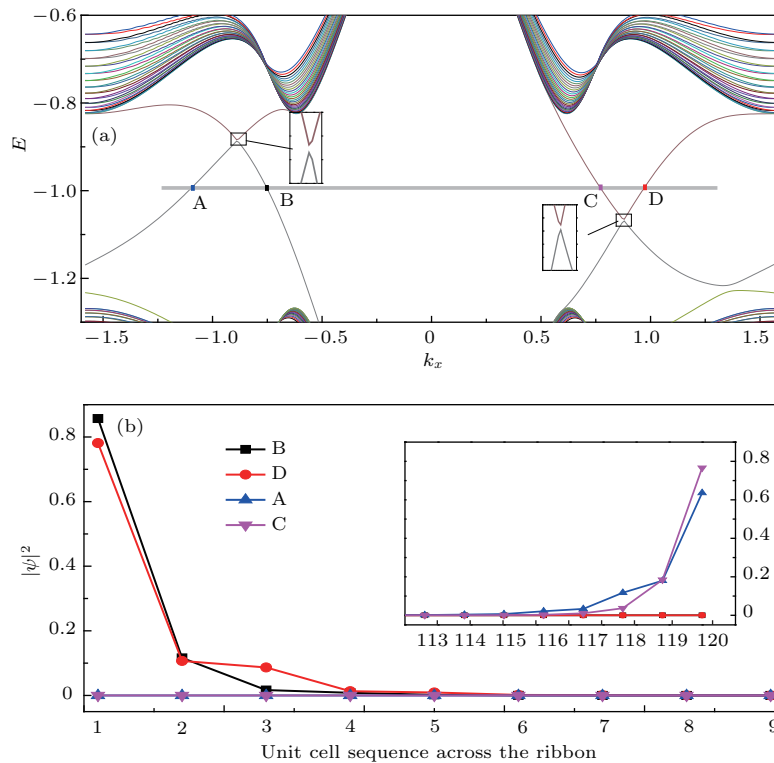 −0.6
−0.8
(a)
E
−1.0
A
B
C
D
−1.2
−1.5
−1.0
−0.5
0
0.5
1.0
1.5
kx
(b)
0.8
B
D
A
C
0.6
0.4
0.2
0
|ψ|2
0.8
0.6
0.4
0.2
0
113 114 115 116 117 118 119 120
1 2 3 4 5 6 7 8 9
Unit cell sequence across the ribbon